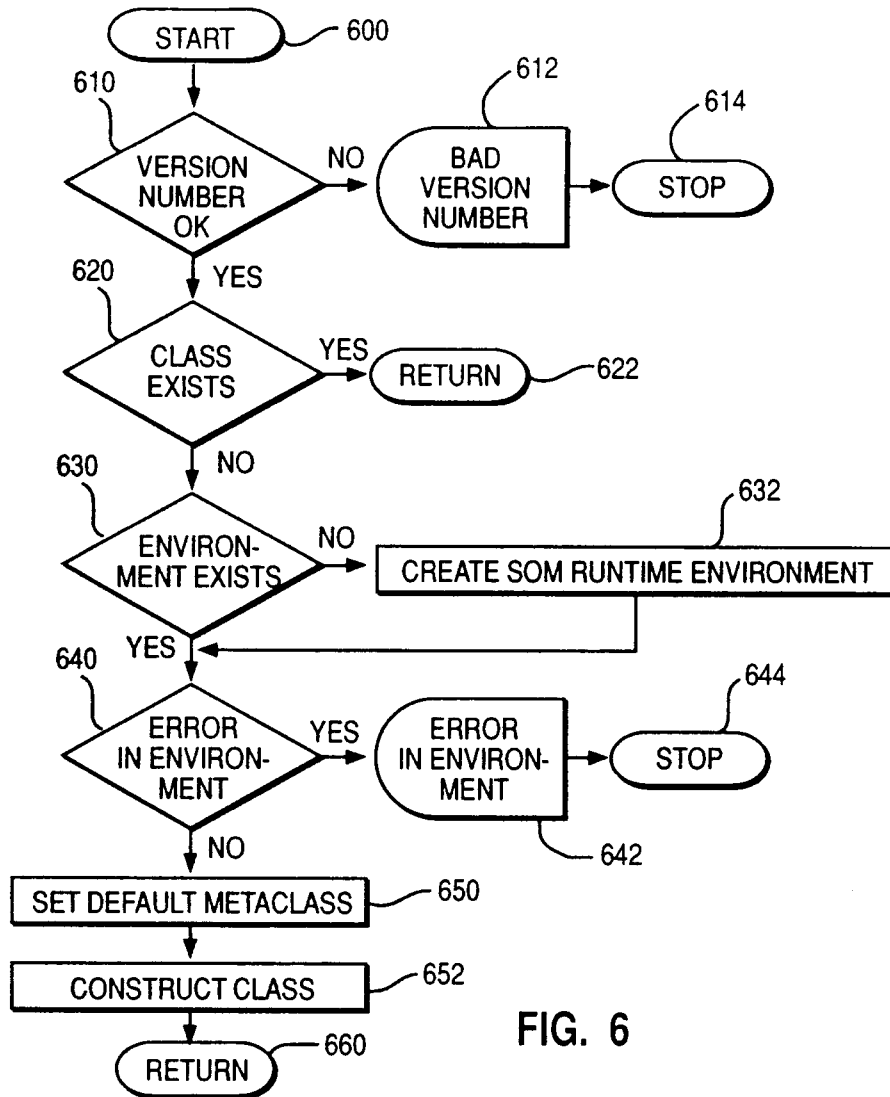 START
600
610
612
614
VERSION
NUMBER
OK
NO
BAD
VERSION
NUMBER
STOP
YES
620
CLASS
EXISTS
YES
RETURN
622
NO
630
632
ENVIRON-
MENT EXISTS
NO
CREATE SOM RUNTIME ENVIRONMENT
YES
640
644
ERROR
IN ENVIRON-
MENT
YES
ERROR
IN ENVIRON-
MENT
STOP
642
NO
SET DEFAULT METACLASS
650
CONSTRUCT CLASS
652
RETURN
660
FIG. 6